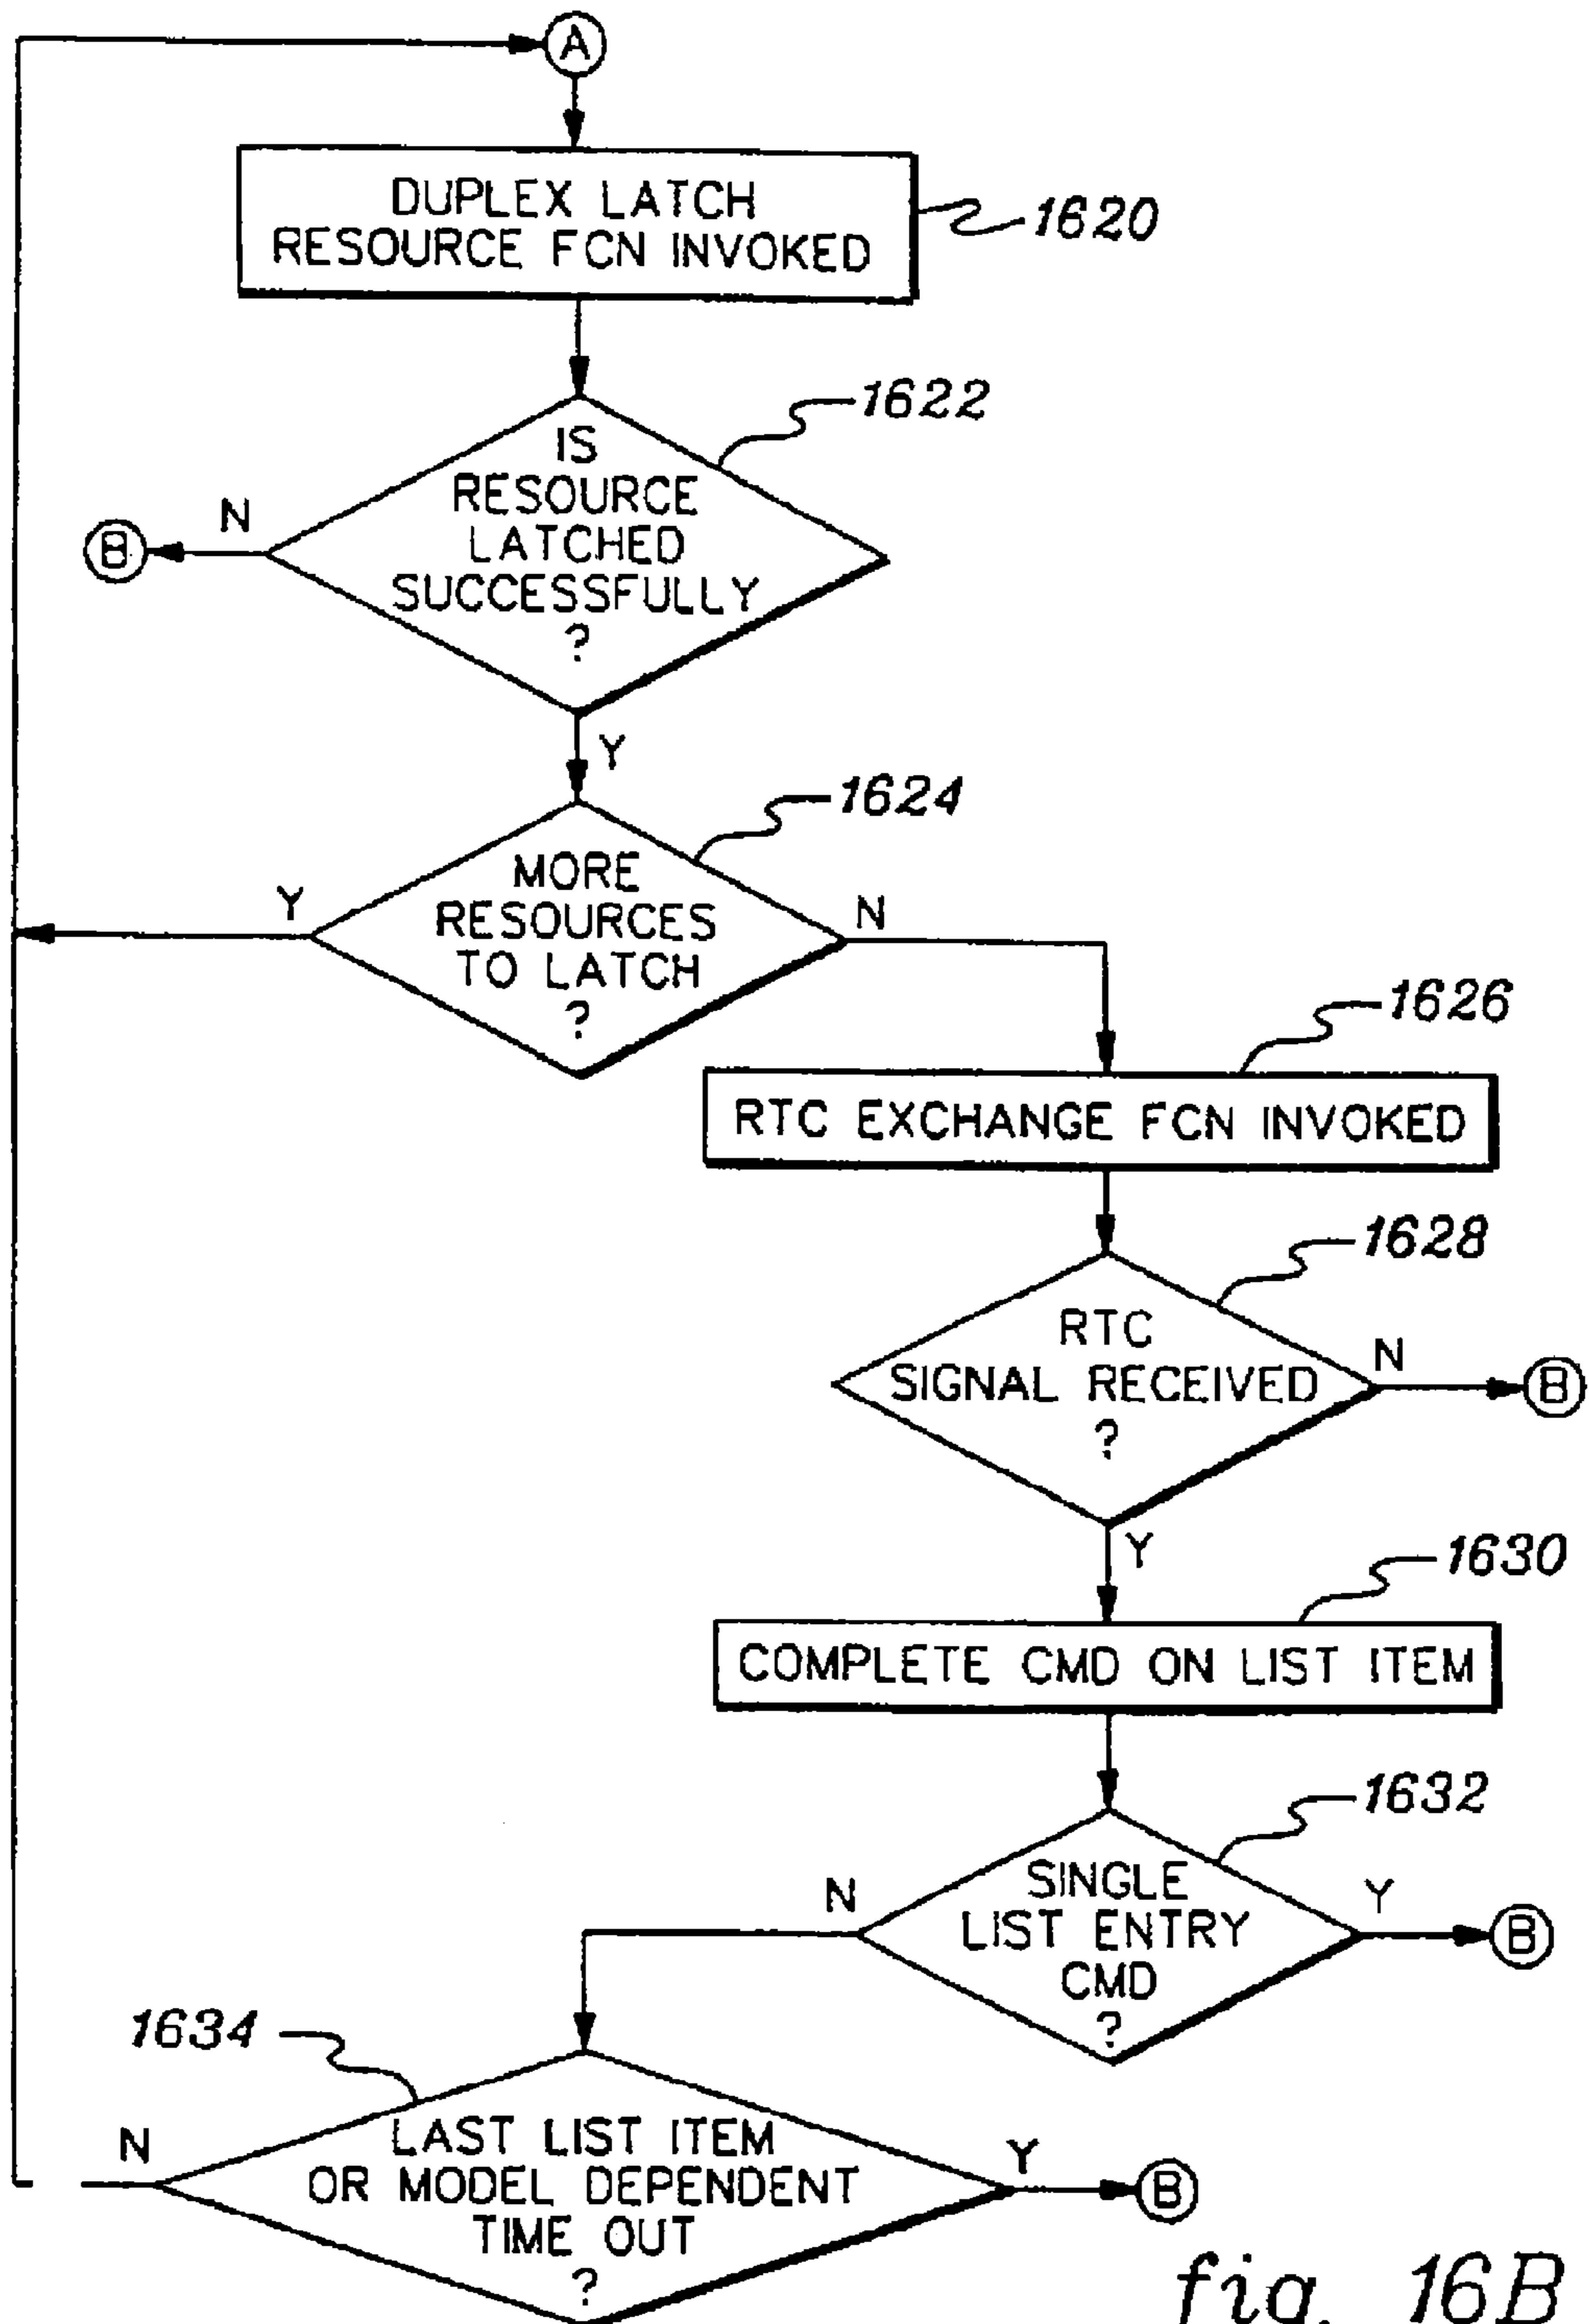 A
DUPLEX LATCH
RESOURCE FCN INVOKED
1620
1622
IS
RESOURCE
LATCHED
SUCCESSFULLY
?
N
B
Y
1624
MORE
RESOURCES
TO LATCH
?
Y
N
1626
RTC EXCHANGE FCN INVOKED
1628
RTC
SIGNAL RECEIVED
?
N
B
Y
1630
COMPLETE CMD ON LIST ITEM
1632
SINGLE
LIST ENTRY
CMD
?
N
Y
B
1634
LAST LIST ITEM
OR MODEL DEPENDENT
TIME OUT
?
N
Y
B
fig. 16B